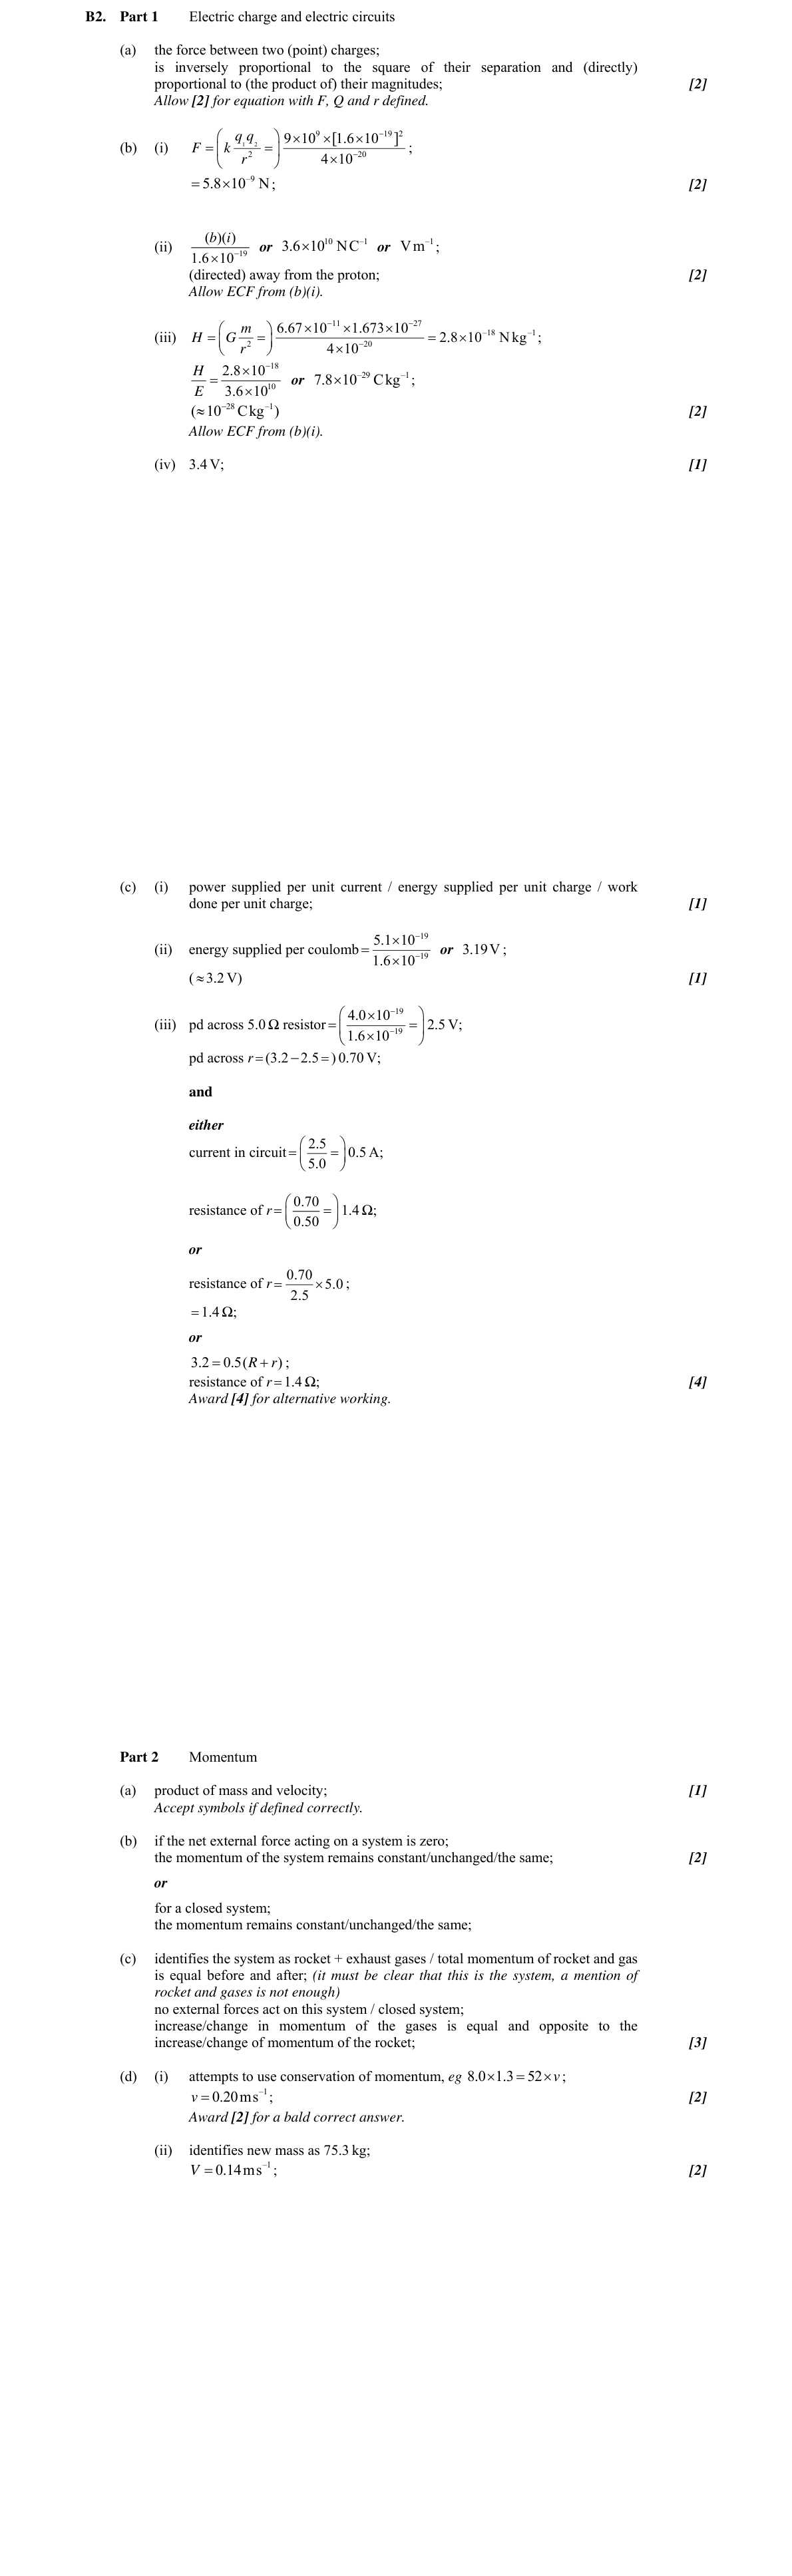 B2. Part 1 Electric charge and electric circuits
(a) the force between two (point) charges;
is inversely proportional to the square of their separation and (directly)
proportional to (the product of) their magnitudes; [2]
Allow [2] for equation with F, Q and r defined.
(b) (i) F = (k q₁q₂/r² =) 9×10⁹×[1.6×10⁻¹⁹]²/4×10⁻²⁰ ;
= 5.8×10⁻⁹ N; [2]
(ii) (b)(i)/1.6×10⁻¹⁹ or 3.6×10¹⁰ NC⁻¹ or Vm⁻¹;
(directed) away from the proton; [2]
Allow ECF from (b)(i).
(iii) H = (G m/r² =) 6.67×10⁻¹¹×1.673×10⁻²⁷/4×10⁻²⁰ = 2.8×10⁻¹⁸ Nkg⁻¹;
H/E = 2.8×10⁻¹⁸/3.6×10¹⁰ or 7.8×10⁻²⁹ Ckg⁻¹;
(≈10⁻²⁸ Ckg⁻¹) [2]
Allow ECF from (b)(i).
(iv) 3.4 V; [1]
(c) (i) power supplied per unit current / energy supplied per unit charge / work
done per unit charge; [1]
(ii) energy supplied per coulomb = 5.1×10⁻¹⁹/1.6×10⁻¹⁹ or 3.19 V;
(≈3.2 V) [1]
(iii) pd across 5.0 Ω resistor = (4.0×10⁻¹⁹/1.6×10⁻¹⁹ =) 2.5 V;
pd across r = (3.2−2.5 =) 0.70 V;
and
either
current in circuit = (2.5/5.0 =) 0.5 A;
resistance of r = (0.70/0.50 =) 1.4 Ω;
or
resistance of r = 0.70/2.5 × 5.0;
= 1.4 Ω;
or
3.2 = 0.5(R + r);
resistance of r = 1.4 Ω; [4]
Award [4] for alternative working.
Part 2 Momentum
(a) product of mass and velocity; [1]
Accept symbols if defined correctly.
(b) if the net external force acting on a system is zero;
the momentum of the system remains constant/unchanged/the same; [2]
or
for a closed system;
the momentum remains constant/unchanged/the same;
(c) identifies the system as rocket + exhaust gases / total momentum of rocket and gas
is equal before and after; (it must be clear that this is the system, a mention of
rocket and gases is not enough)
no external forces act on this system / closed system;
increase/change in momentum of the gases is equal and opposite to the
increase/change of momentum of the rocket; [3]
(d) (i) attempts to use conservation of momentum, eg 8.0×1.3 = 52×v;
v = 0.20 ms⁻¹; [2]
Award [2] for a bald correct answer.
(ii) identifies new mass as 75.3 kg;
V = 0.14 ms⁻¹; [2]